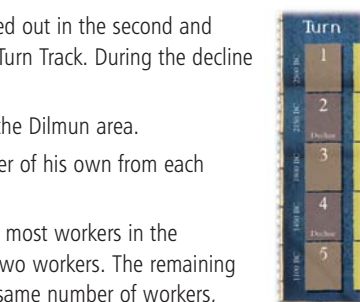 ed out in the second and
Turn Track. During the decline
the Dilmun area.
er of his own from each
most workers in the
two workers. The remaining
same number of workers,
Turn
1
2
Decline
3
4
Decline
5